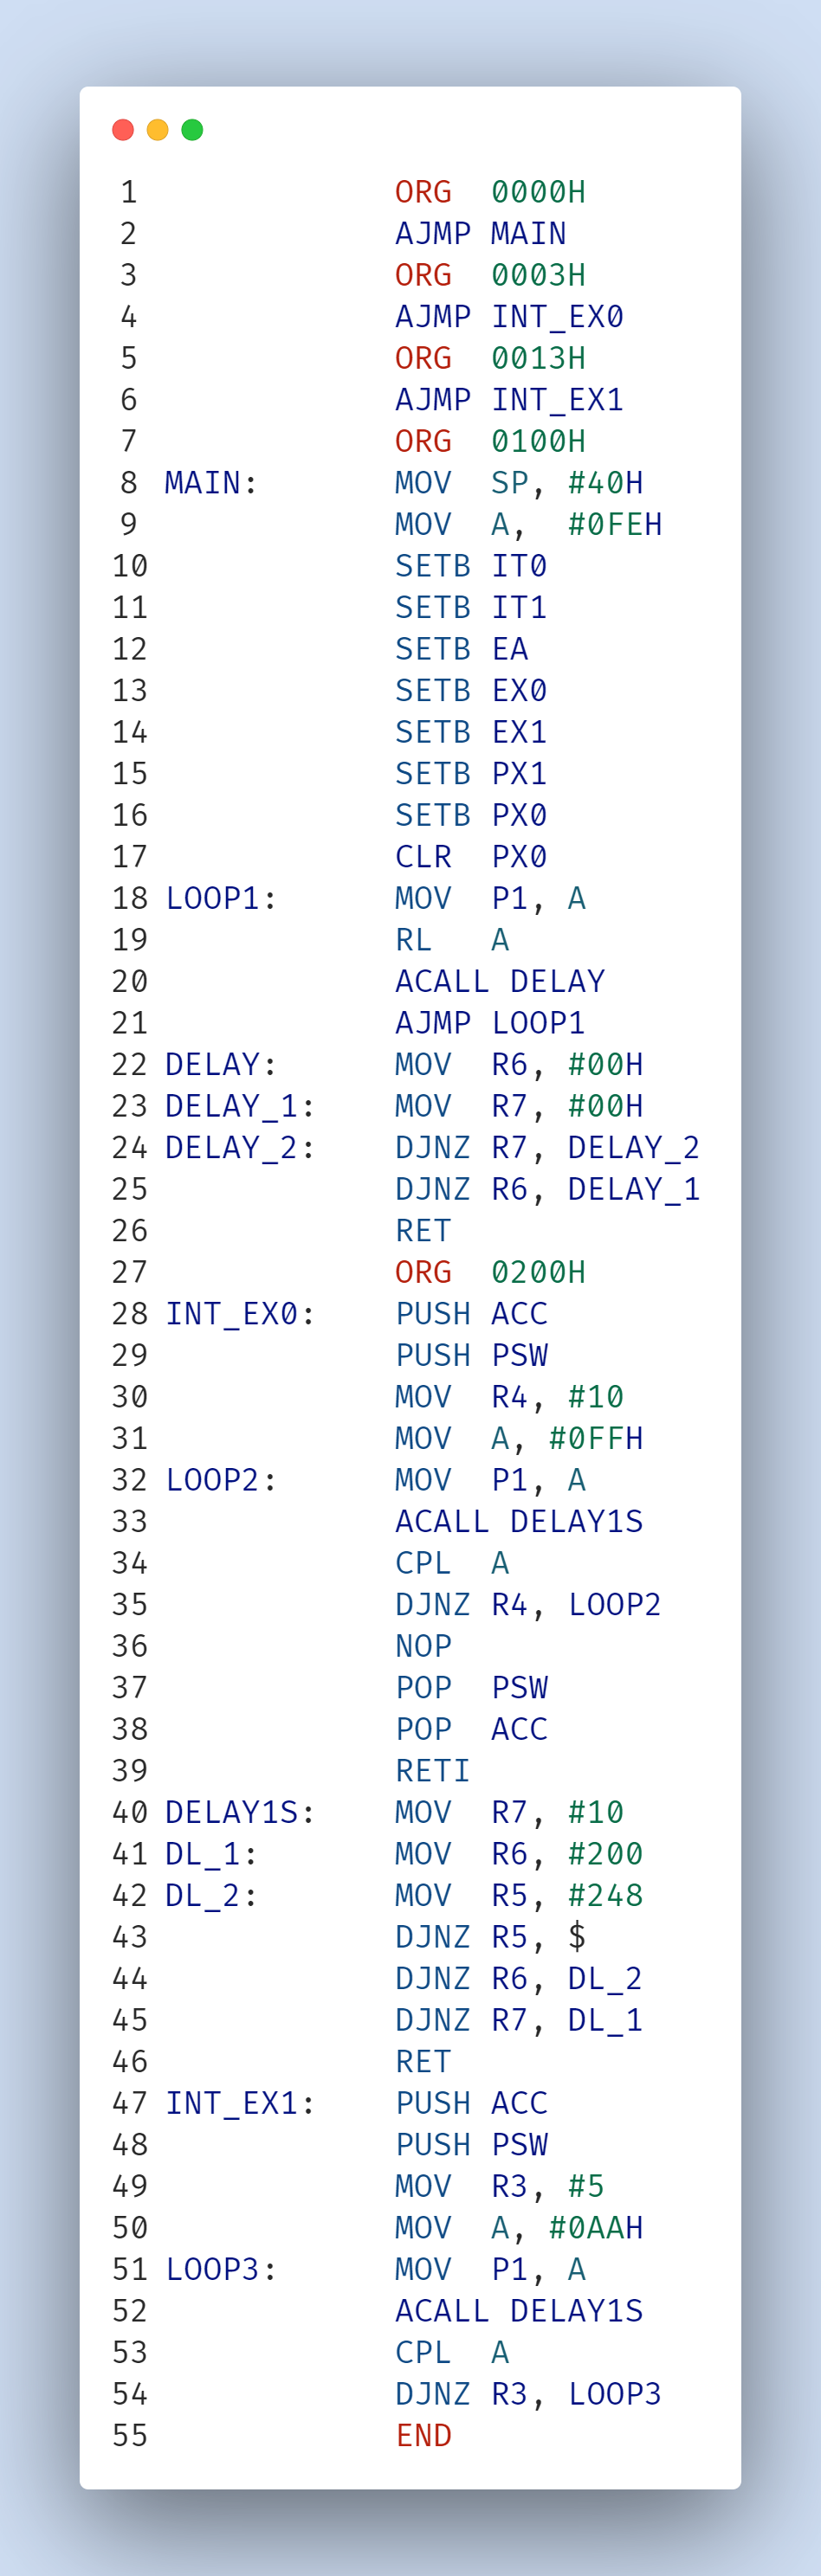 1             ORG  0000H
2             AJMP MAIN
3             ORG  0003H
4             AJMP INT_EX0
5             ORG  0013H
6             AJMP INT_EX1
7             ORG  0100H
8 MAIN:       MOV  SP, #40H
9             MOV  A,  #0FEH
10             SETB IT0
11             SETB IT1
12             SETB EA
13             SETB EX0
14             SETB EX1
15             SETB PX1
16             SETB PX0
17             CLR  PX0
18 LOOP1:      MOV  P1, A
19             RL   A
20             ACALL DELAY
21             AJMP LOOP1
22 DELAY:      MOV  R6, #00H
23 DELAY_1:    MOV  R7, #00H
24 DELAY_2:    DJNZ R7, DELAY_2
25             DJNZ R6, DELAY_1
26             RET
27             ORG  0200H
28 INT_EX0:    PUSH ACC
29             PUSH PSW
30             MOV  R4, #10
31             MOV  A, #0FFH
32 LOOP2:      MOV  P1, A
33             ACALL DELAY1S
34             CPL  A
35             DJNZ R4, LOOP2
36             NOP
37             POP  PSW
38             POP  ACC
39             RETI
40 DELAY1S:    MOV  R7, #10
41 DL_1:       MOV  R6, #200
42 DL_2:       MOV  R5, #248
43             DJNZ R5, $
44             DJNZ R6, DL_2
45             DJNZ R7, DL_1
46             RET
47 INT_EX1:    PUSH ACC
48             PUSH PSW
49             MOV  R3, #5
50             MOV  A, #0AAH
51 LOOP3:      MOV  P1, A
52             ACALL DELAY1S
53             CPL  A
54             DJNZ R3, LOOP3
55             END